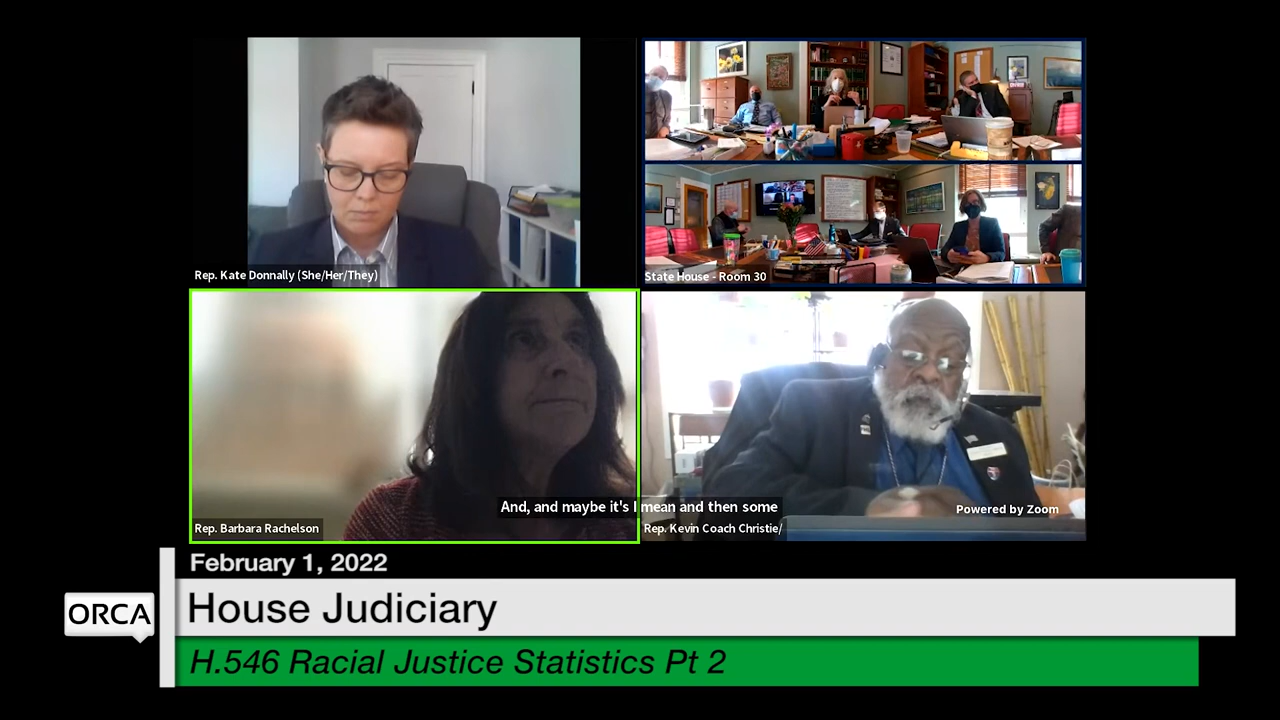 Rep. Kate Donnally (She/Her/They)
State House - Room 30
And, and maybe it's I mean and then some
Powered by Zoom
Rep. Barbara Rachelson
Rep. Kevin Coach Christie/
February 1, 2022
ORCA
House Judiciary
H.546 Racial Justice Statistics Pt 2